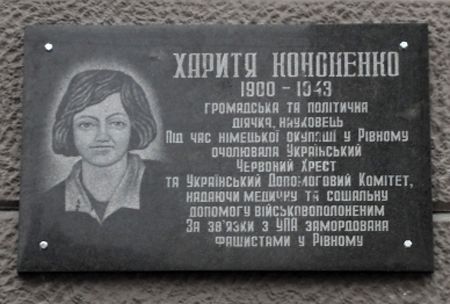 ХАРИТЯ КОНОНЕНКО
1900 - 1943
ГРОМАДСЬКА ТА ПОЛІТИЧНА
ДІЯЧКА, НАУКОВЕЦЬ
ПІД ЧАС НІМЕЦЬКОЇ ОКУПАЦІЇ У РІВНОМУ
ОЧОЛЮВАЛА УКРАЇНСЬКИЙ
ЧЕРВОНИЙ ХРЕСТ
ТА УКРАЇНСЬКИЙ ДОПОМОГОВИЙ КОМІТЕТ,
НАДАЮЧИ МЕДИЧНУ ТА СОЦІАЛЬНУ
ДОПОМОГУ ВІЙСЬКОВОПОЛОНЕНИМ
ЗА ЗВ'ЯЗКИ З УПА ЗАМОРДОВАНА
ФАШИСТАМИ У РІВНОМУ